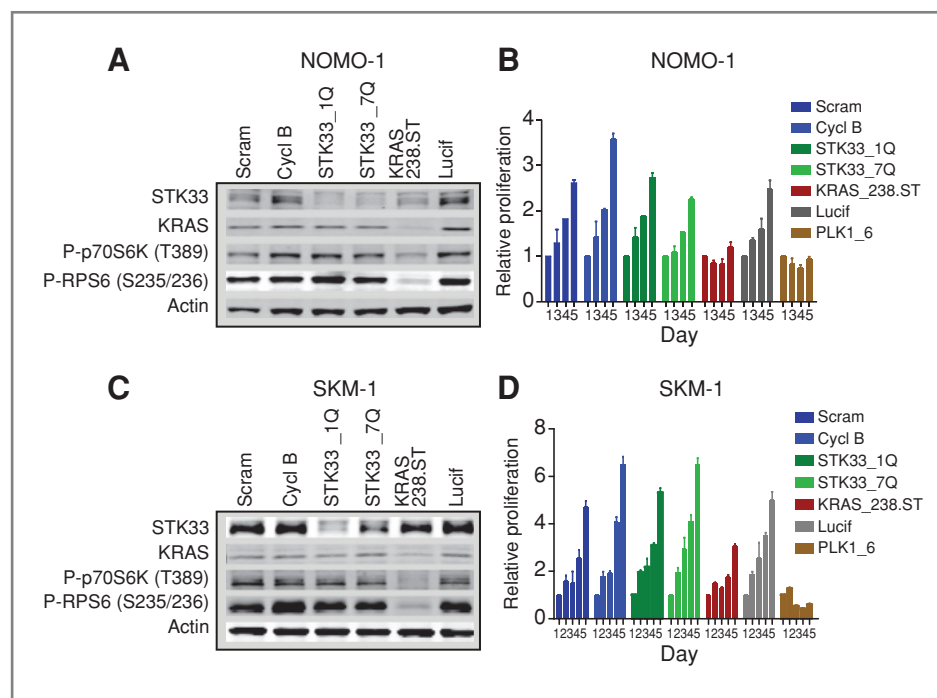 A
NOMO-1
Scram
Cycl B
STK33_1Q
STK33_7Q
KRAS
238.ST
Lucif
STK33
KRAS
P-p70S6K (T389)
P-RPS6 (S235/236)
Actin
B
NOMO-1
Relative proliferation
4
3
2
1
0
1345 1345 1345 1345 1345 1345 1345
Day
Scram
Cycl B
STK33_1Q
STK33_7Q
KRAS_238.ST
Lucif
PLK1_6
C
SKM-1
Scram
Cycl B
STK33 _1Q
STK33 _7Q
KRAS
238.ST
Lucif
STK33
KRAS
P-p70S6K (T389)
P-RPS6 (S235/236)
Actin
D
SKM-1
Relative proliferation
8
6
4
2
0
12345 12345 12345 12345 12345 12345 12345
Day
Scram
Cycl B
STK33_1Q
STK33_7Q
KRAS_238.ST
Lucif
PLK1_6